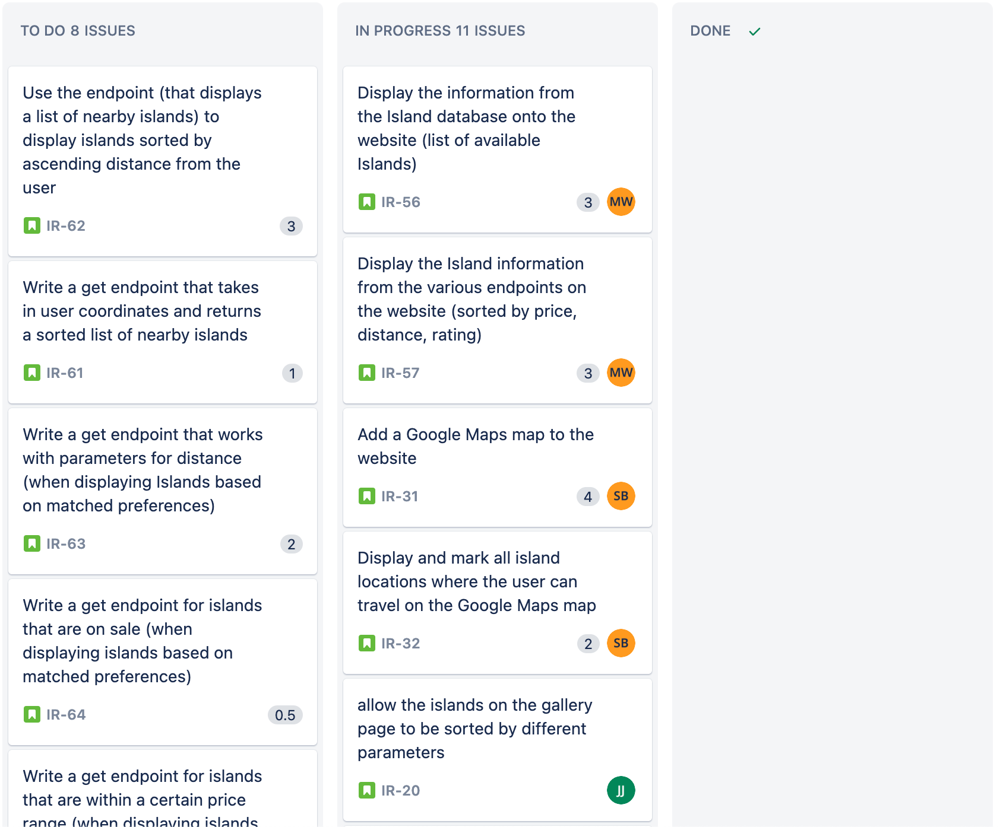 TO DO 8 ISSUES
Use the endpoint (that displays
a list of nearby islands) to
display islands sorted by
ascending distance from the
user
IR-62
3
Write a get endpoint that takes
in user coordinates and returns
a sorted list of nearby islands
IR-61
1
Write a get endpoint that works
with parameters for distance
(when displaying Islands based
on matched preferences)
IR-63
2
Write a get endpoint for islands
that are on sale (when
displaying islands based on
matched preferences)
IR-64
0.5
Write a get endpoint for islands
that are within a certain price
range (when displaying islands
IN PROGRESS 11 ISSUES
Display the information from
the Island database onto the
website (list of available
Islands)
IR-56
3 MW
Display the Island information
from the various endpoints on
the website (sorted by price,
distance, rating)
IR-57
3 MW
Add a Google Maps map to the
website
IR-31
4 SB
Display and mark all island
locations where the user can
travel on the Google Maps map
IR-32
2 SB
allow the islands on the gallery
page to be sorted by different
parameters
IR-20
JJ
DONE